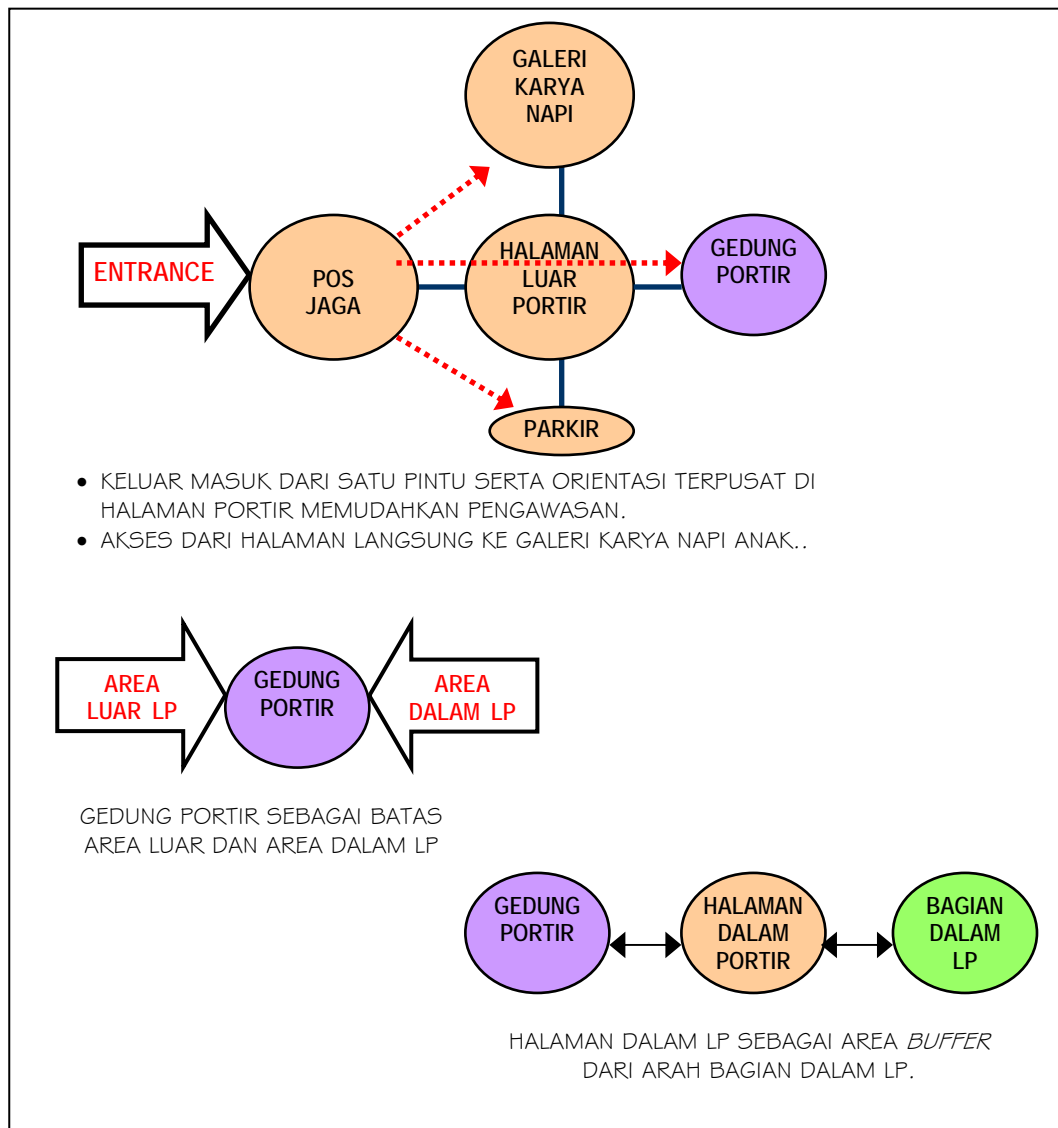 GALERI
KARYA
NAPI
ENTRANCE
POS
JAGA
HALAMAN
LUAR
PORTIR
GEDUNG
PORTIR
PARKIR
• KELUAR MASUK DARI SATU PINTU SERTA ORIENTASI TERPUSAT DI
HALAMAN PORTIR MEMUDAHKAN PENGAWASAN.
• AKSES DARI HALAMAN LANGSUNG KE GALERI KARYA NAPI ANAK..
AREA
LUAR LP
GEDUNG
PORTIR
AREA
DALAM LP
GEDUNG PORTIR SEBAGAI BATAS
AREA LUAR DAN AREA DALAM LP
GEDUNG
PORTIR
HALAMAN
DALAM
PORTIR
BAGIAN
DALAM
LP
HALAMAN DALAM LP SEBAGAI AREA BUFFER
DARI ARAH BAGIAN DALAM LP.